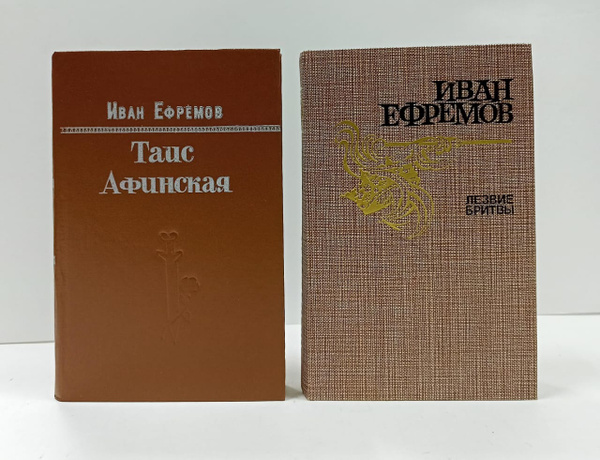 Иван Ефремов
Таис
Афинская
ИВАН
ЕФРЕМОВ
ЛЕЗВИЕ
БРИТВЫ